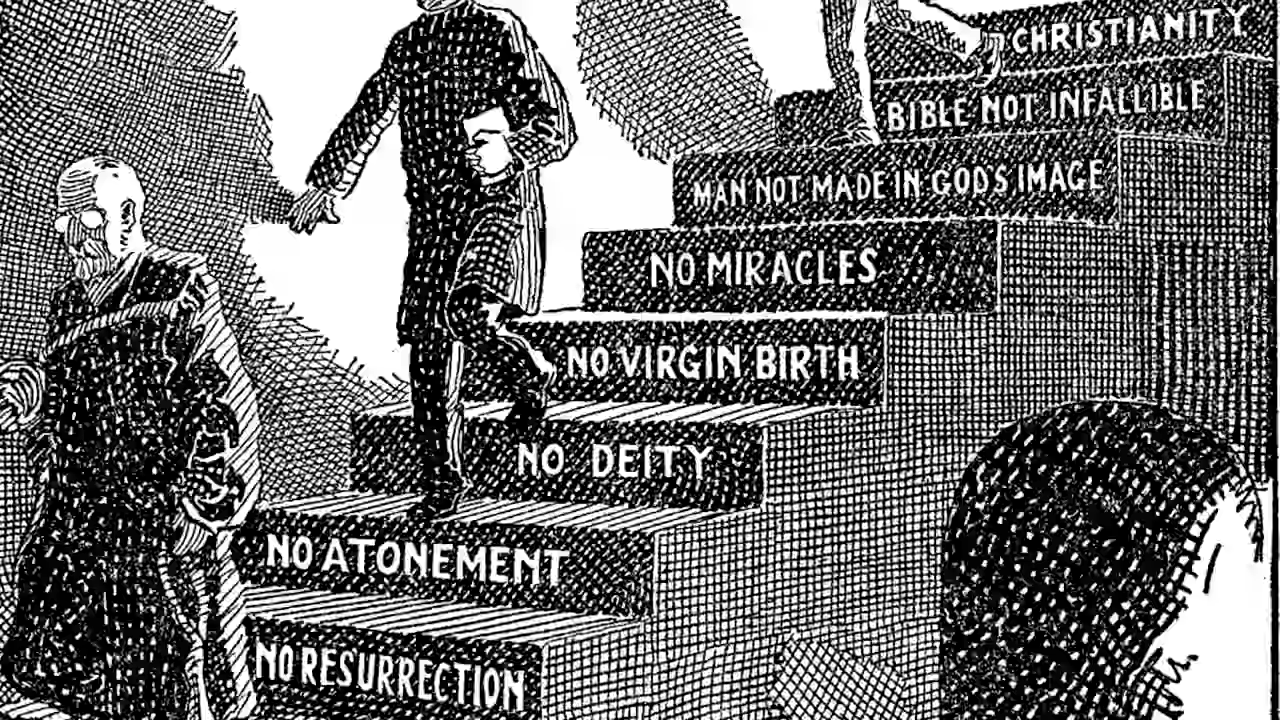 CHRISTIANITY
BIBLE NOT INFALLIBLE
MAN NOT MADE IN GOD'S IMAGE
NO MIRACLES
NO VIRGIN BIRTH
NO DEITY
NO ATONEMENT
NO RESURRECTION